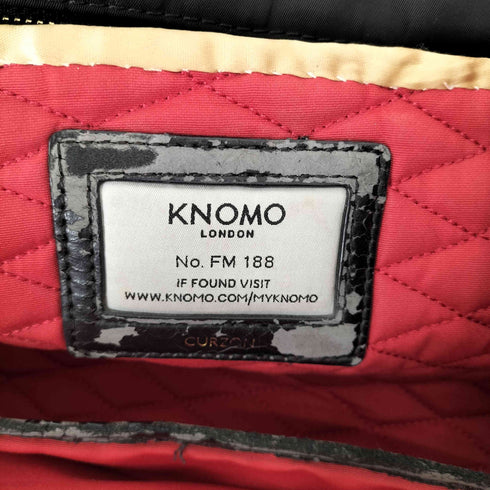 KNOMO
LONDON
No. FM 188
IF FOUND VISIT
WWW.KNOMO.COM/MYKNOMO
CURZON